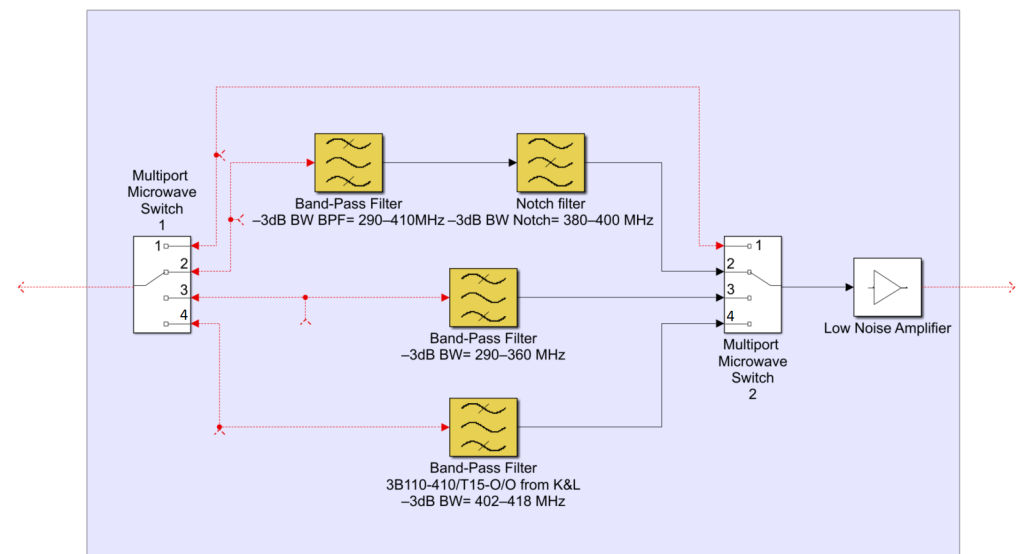 Multiport
Microwave
Switch
1
1
2
3
4
Band-Pass Filter
–3dB BW BPF= 290–410MHz
Notch filter
–3dB BW Notch= 380–400 MHz
Band-Pass Filter
–3dB BW= 290–360 MHz
Band-Pass Filter
3B110-410/T15-O/O from K&L
–3dB BW= 402–418 MHz
1
2
3
4
Multiport
Microwave
Switch
2
Low Noise Amplifier